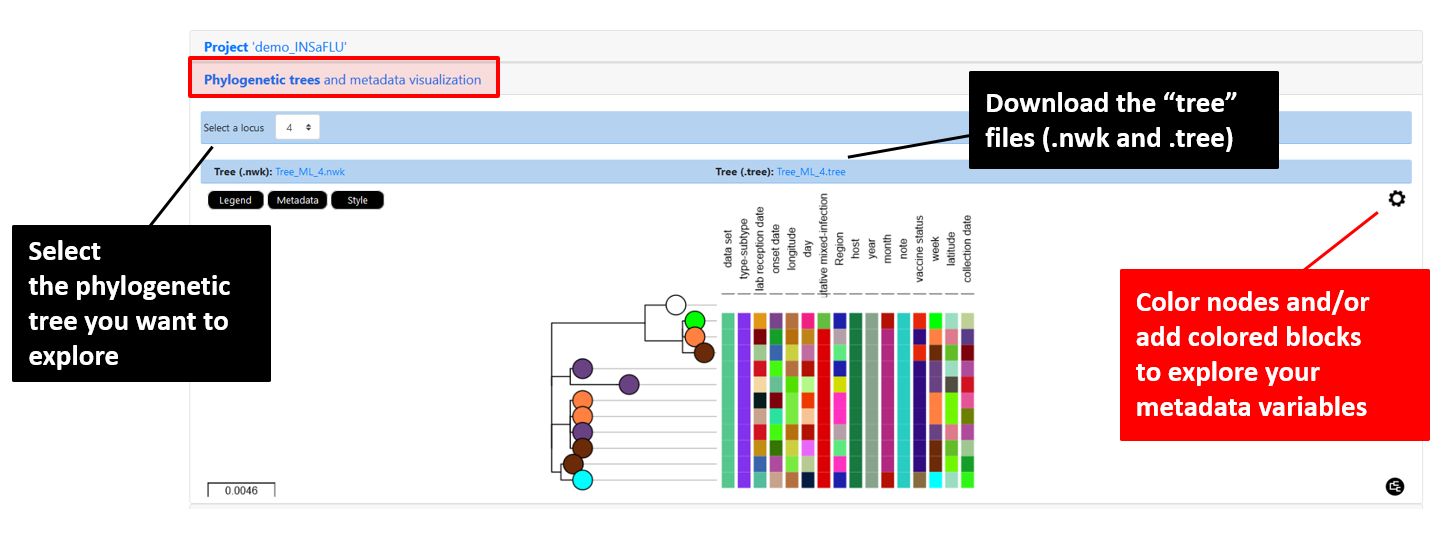 Project 'demo_INSaFLU'
Phylogenetic trees and metadata visualization
Select a locus 4
Download the “tree”
files (.nwk and .tree)
Tree (.nwk): Tree_ML_4.nwk
Tree (.tree): Tree_ML_4.tree
Legend
Metadata
Style
Select
the phylogenetic
tree you want to
explore
data set
type-subtype
lab reception date
onset date
longitude
day
utative mixed-infection
Region
host
year
month
note
vaccine status
week
latitude
collection date
Color nodes and/or
add colored blocks
to explore your
metadata variables
0.0046